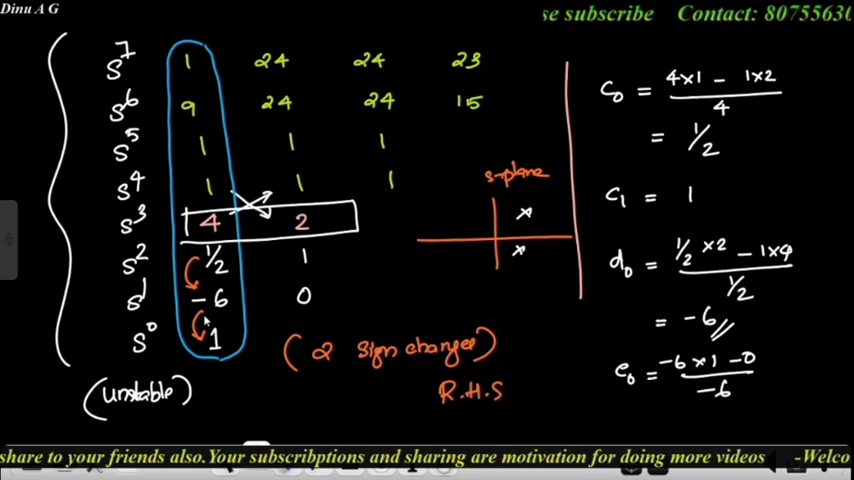 Dinu A G
se subscribe Contact: 80755630
S⁷ 1 24 24 23
S⁶ 9 24 24 15
S⁵ 1 1 1
S⁴ 1 1 1
S³ 4 2
S² 1/2 1
S¹ -6 0
S⁰ 1
(unstable)
(2 sign changes)
R.H.S
s-plane
C₀ = (4×1 - 1×2)/4
= 1/2
C₁ = 1
d₀ = (1/2 ×2 - 1×4)/(1/2)
= -6
e₀ = (-6×1 -0)/-6
share to your friends also.Your subscribptions and sharing are motivation for doing more videos -Welco